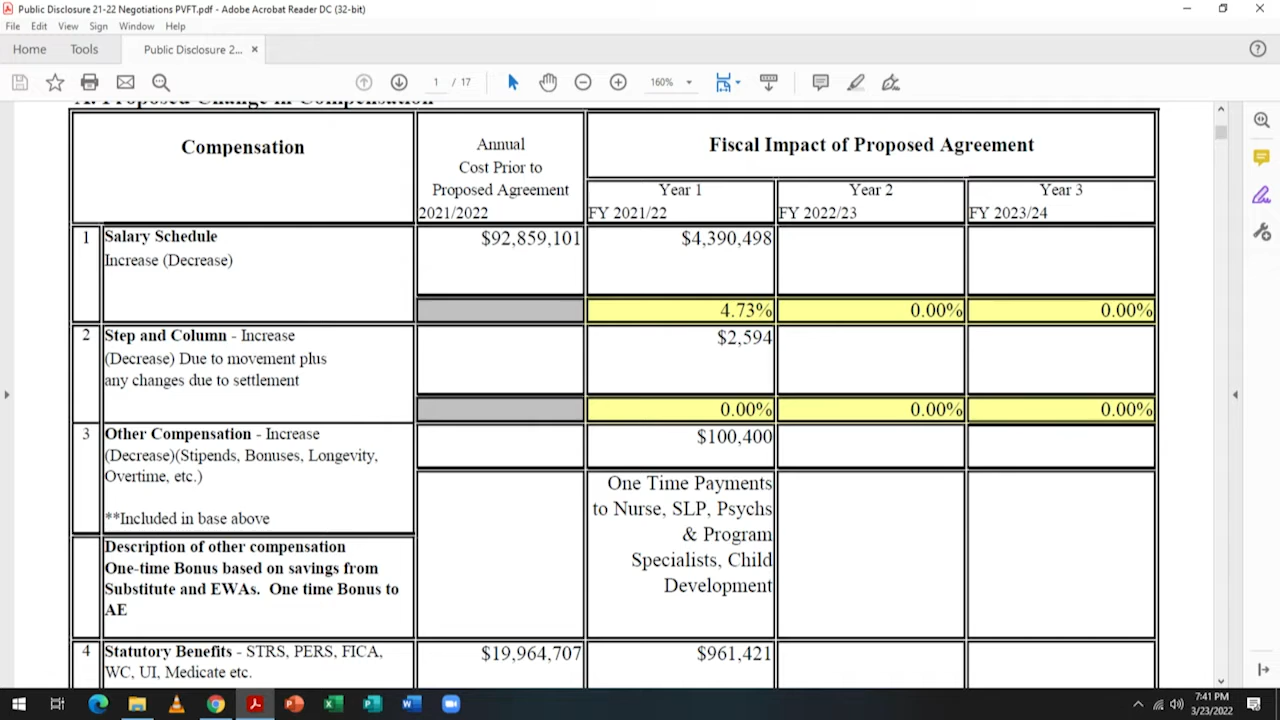 Public Disclosure 21-22 Negotiations PVFT.pdf - Adobe Acrobat Reader DC (32-bit)
File Edit View Sign Window Help
Home Tools Public Disclosure 2... ×
1 / 17 160%
A. Proposed Change in Compensation
Compensation
Annual
Cost Prior to
Proposed Agreement
2021/2022
Fiscal Impact of Proposed Agreement
Year 1
FY 2021/22
Year 2
FY 2022/23
Year 3
FY 2023/24
1 Salary Schedule
Increase (Decrease)
$92,859,101 $4,390,498
4.73% 0.00% 0.00%
2 Step and Column - Increase
(Decrease) Due to movement plus
any changes due to settlement
$2,594
0.00% 0.00% 0.00%
3 Other Compensation - Increase
(Decrease)(Stipends, Bonuses, Longevity,
Overtime, etc.)
**Included in base above
$100,400
Description of other compensation
One-time Bonus based on savings from
Substitute and EWAs. One time Bonus to
AE
One Time Payments
to Nurse, SLP, Psychs
& Program
Specialists, Child
Development
4 Statutory Benefits - STRS, PERS, FICA,
WC, UI, Medicate etc.
$19,964,707 $961,421
7:41 PM
3/23/2022